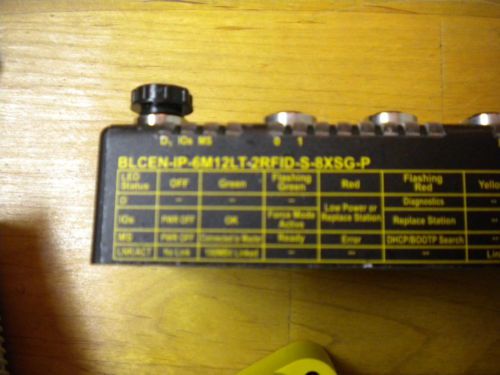 D, IOs MS 0 1
BLCEN-IP-6M12LT-2RFID-S-8XSG-P
LED Status OFF Green Flashing Green Red Flashing Red Yello
D - - - Low Power or Replace Station Diagnostics -
IOs PWR OFF OK Force Mode Active Replace Station -
MS PWR OFF Connected to Master Ready Error DHCP/BOOTP Search -
LNK/ACT No Link 100Mbit Linked - - - Lin